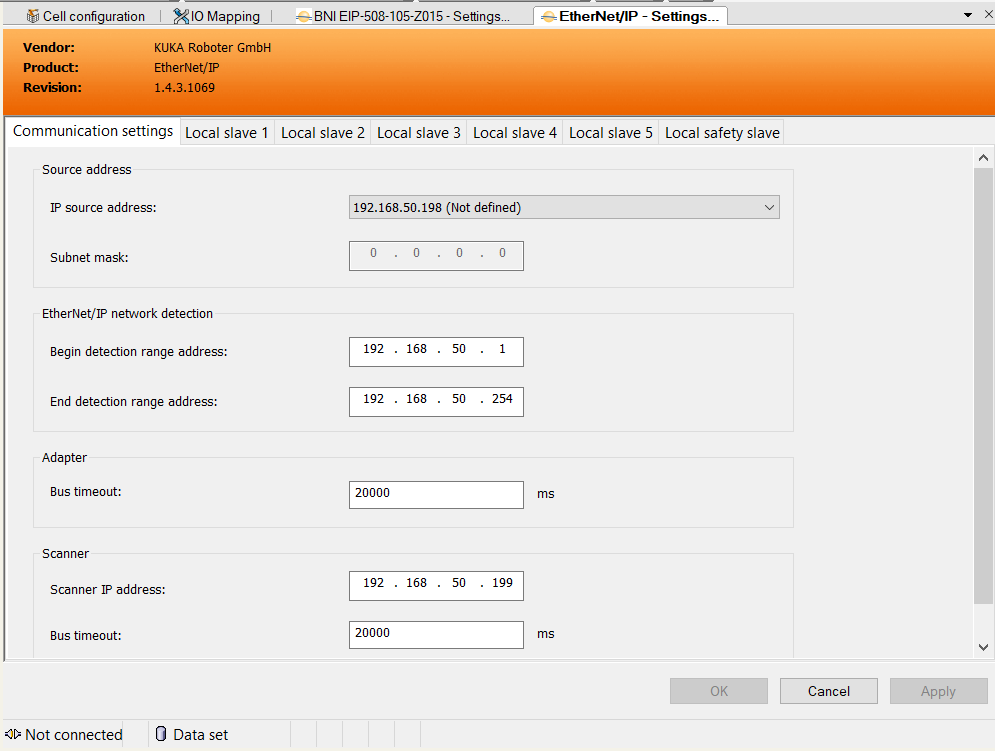 Cell configuration IO Mapping BNI EIP-508-105-Z015 - Settings... EtherNet/IP - Settings...
Vendor: KUKA Roboter GmbH
Product: EtherNet/IP
Revision: 1.4.3.1069
Communication settings Local slave 1 Local slave 2 Local slave 3 Local slave 4 Local slave 5 Local safety slave
Source address
IP source address: 192.168.50.198 (Not defined)
Subnet mask: 0 . 0 . 0 . 0
EtherNet/IP network detection
Begin detection range address: 192 . 168 . 50 . 1
End detection range address: 192 . 168 . 50 . 254
Adapter
Bus timeout: 20000 ms
Scanner
Scanner IP address: 192 . 168 . 50 . 199
Bus timeout: 20000 ms
OK Cancel Apply
Not connected Data set